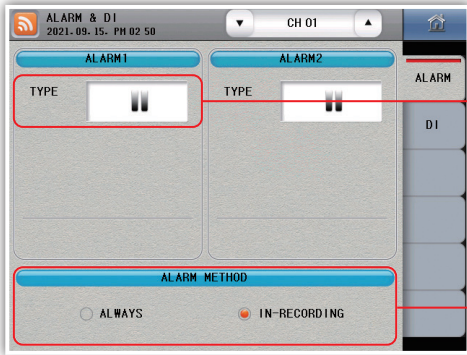 ALARM & DI
2021.09.15. PM 02 50
CH 01
ALARM1
TYPE
ALARM2
TYPE
ALARM
DI
ALARM METHOD
ALWAYS
IN-RECORDING